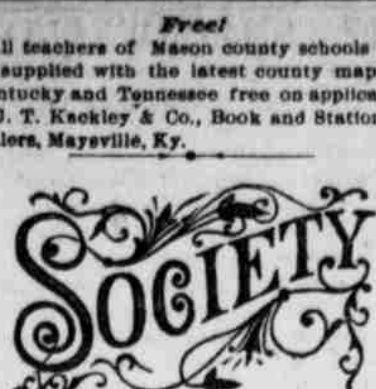 Free!
ll teachers of Mason county schools
supplied with the latest county map
ntucky and Tennessee free on applica
J. T. Kackley & Co., Book and Station
lers, Maysville, Ky.
SOCIETY